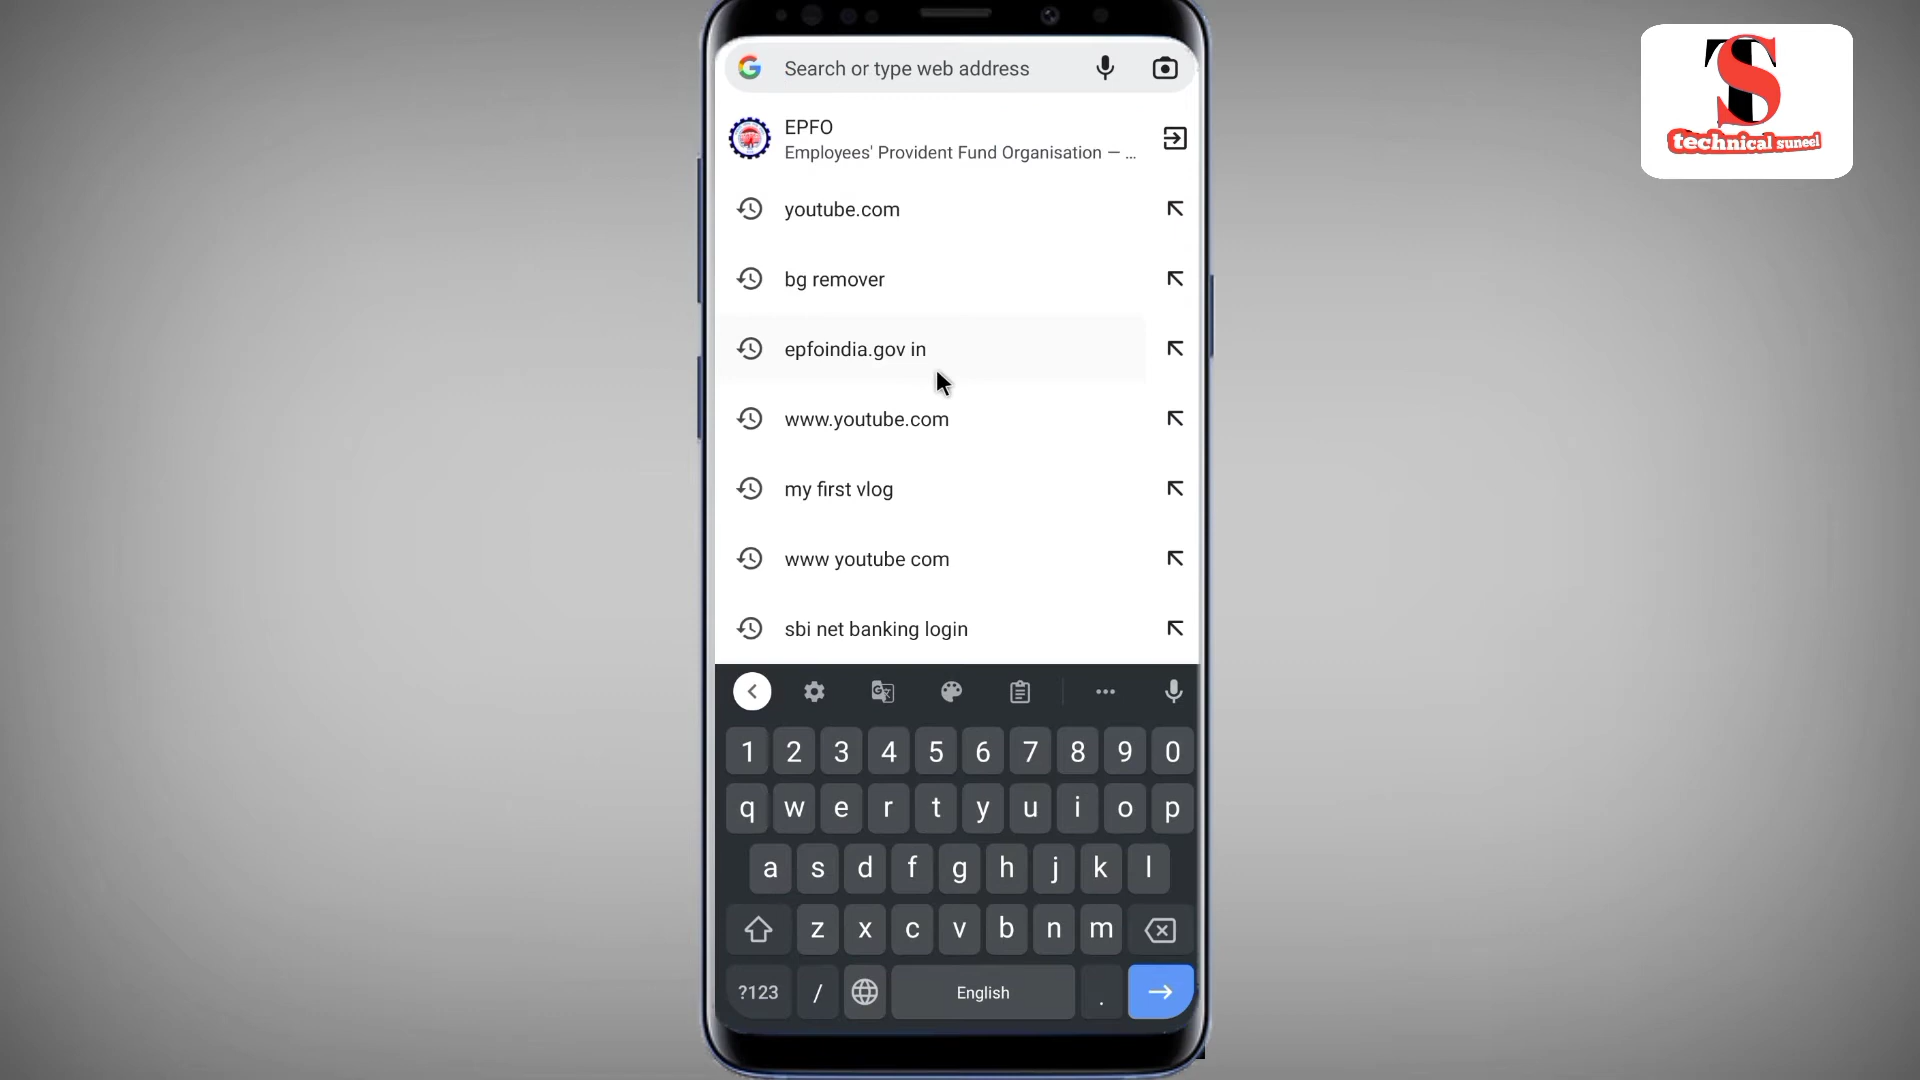 Search or type web address
EPFO
Employees' Provident Fund Organisation — ...
youtube.com
bg remover
epfoindia.gov in
www.youtube.com
my first vlog
www youtube com
sbi net banking login
1 2 3 4 5 6 7 8 9 0
q w e r t y u i o p
a s d f g h j k l
z x c v b n m
?123 / English .
TS
technical suneel